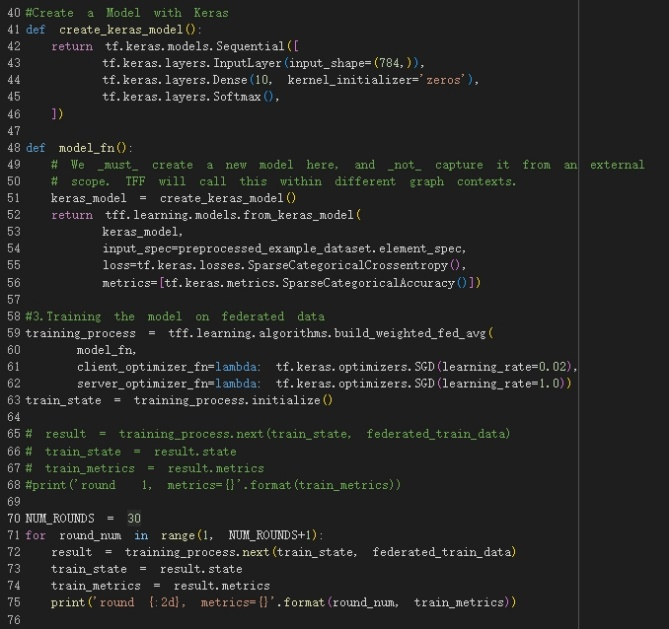 40 #Create a Model with Keras
41 def create_keras_model():
42     return tf.keras.models.Sequential([
43         tf.keras.layers.InputLayer(input_shape=(784,)),
44         tf.keras.layers.Dense(10, kernel_initializer='zeros'),
45         tf.keras.layers.Softmax(),
46     ])
47
48 def model_fn():
49     # We _must_ create a new model here, and _not_ capture it from an external
50     # scope. TFF will call this within different graph contexts.
51     keras_model = create_keras_model()
52     return tff.learning.models.from_keras_model(
53         keras_model,
54         input_spec=preprocessed_example_dataset.element_spec,
55         loss=tf.keras.losses.SparseCategoricalCrossentropy(),
56         metrics=[tf.keras.metrics.SparseCategoricalAccuracy()])
57
58 #3.Training the model on federated data
59 training_process = tff.learning.algorithms.build_weighted_fed_avg(
60     model_fn,
61     client_optimizer_fn=lambda: tf.keras.optimizers.SGD(learning_rate=0.02),
62     server_optimizer_fn=lambda: tf.keras.optimizers.SGD(learning_rate=1.0))
63 train_state = training_process.initialize()
64
65 # result = training_process.next(train_state, federated_train_data)
66 # train_state = result.state
67 # train_metrics = result.metrics
68 #print('round  1, metrics={}'.format(train_metrics))
69
70 NUM_ROUNDS = 30
71 for round_num in range(1, NUM_ROUNDS+1):
72     result = training_process.next(train_state, federated_train_data)
73     train_state = result.state
74     train_metrics = result.metrics
75     print('round {:2d}, metrics={}'.format(round_num, train_metrics))
76